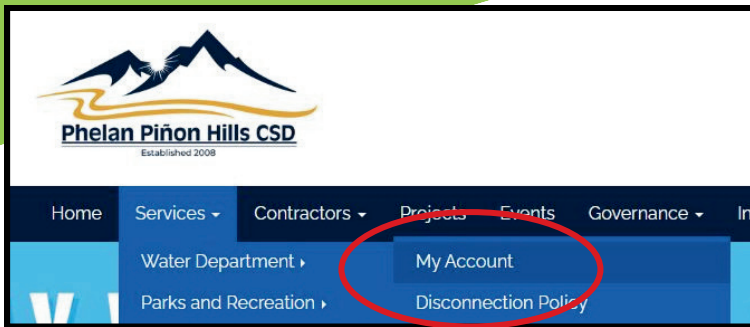 Phelan Piñon Hills CSD
Established 2008
Home Services Contractors Projects Events Governance
Water Department My Account
Parks and Recreation Disconnection Policy